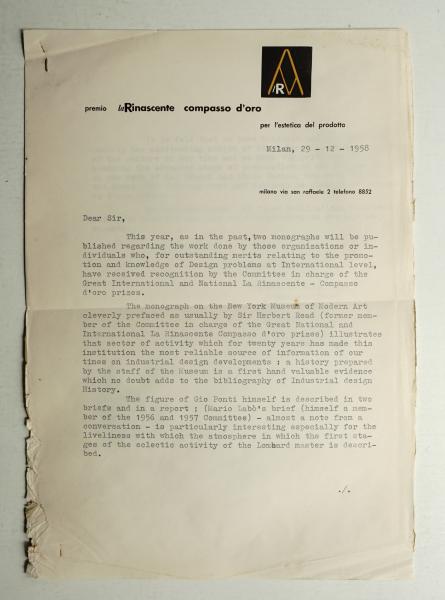 R
premio laRinascente compasso d'oro
per l'estetica del prodotto
Milan, 29 - 12 - 1958
milano via san raffaele 2 telefono 8852
Dear Sir,
This year, as in the past, two monographs will be pu-
blished regarding the work done by those organizations or in-
dividuals who, for outstanding merits relating to the promo-
tion and knowledge of Design problems at International level,
have received recognition by the Committee in charge of the
Great International and National La Rinascente - Compasso
d'oro prizes.
The monograph on the New York Museum of Modern Art
cleverly prefaced as usually by Sir Herbert Read (former mem-
ber of the Committee in charge of the Great National and
International La Rinascente Compasso d'oro prizes) illustrates
that sector of activity which for twenty years has made this
institution the most reliable source of information of our
times on industrial design developments : a history prepared
by the staff of the Museum is a first hand valuable evidence
which no doubt adds to the bibliography of Industrial design
History.
The figure of Gio Ponti himself is described in two
briefs and in a report ; (Mario Labò's brief (himself a mem-
ber of the 1956 and 1957 Committee) - almost a note from a
conversation - is particularly interesting especially for the
liveliness with which the atmosphere in which the first sta-
ges of the eclectic activity of the Lombard master is descri-
bed.
./.